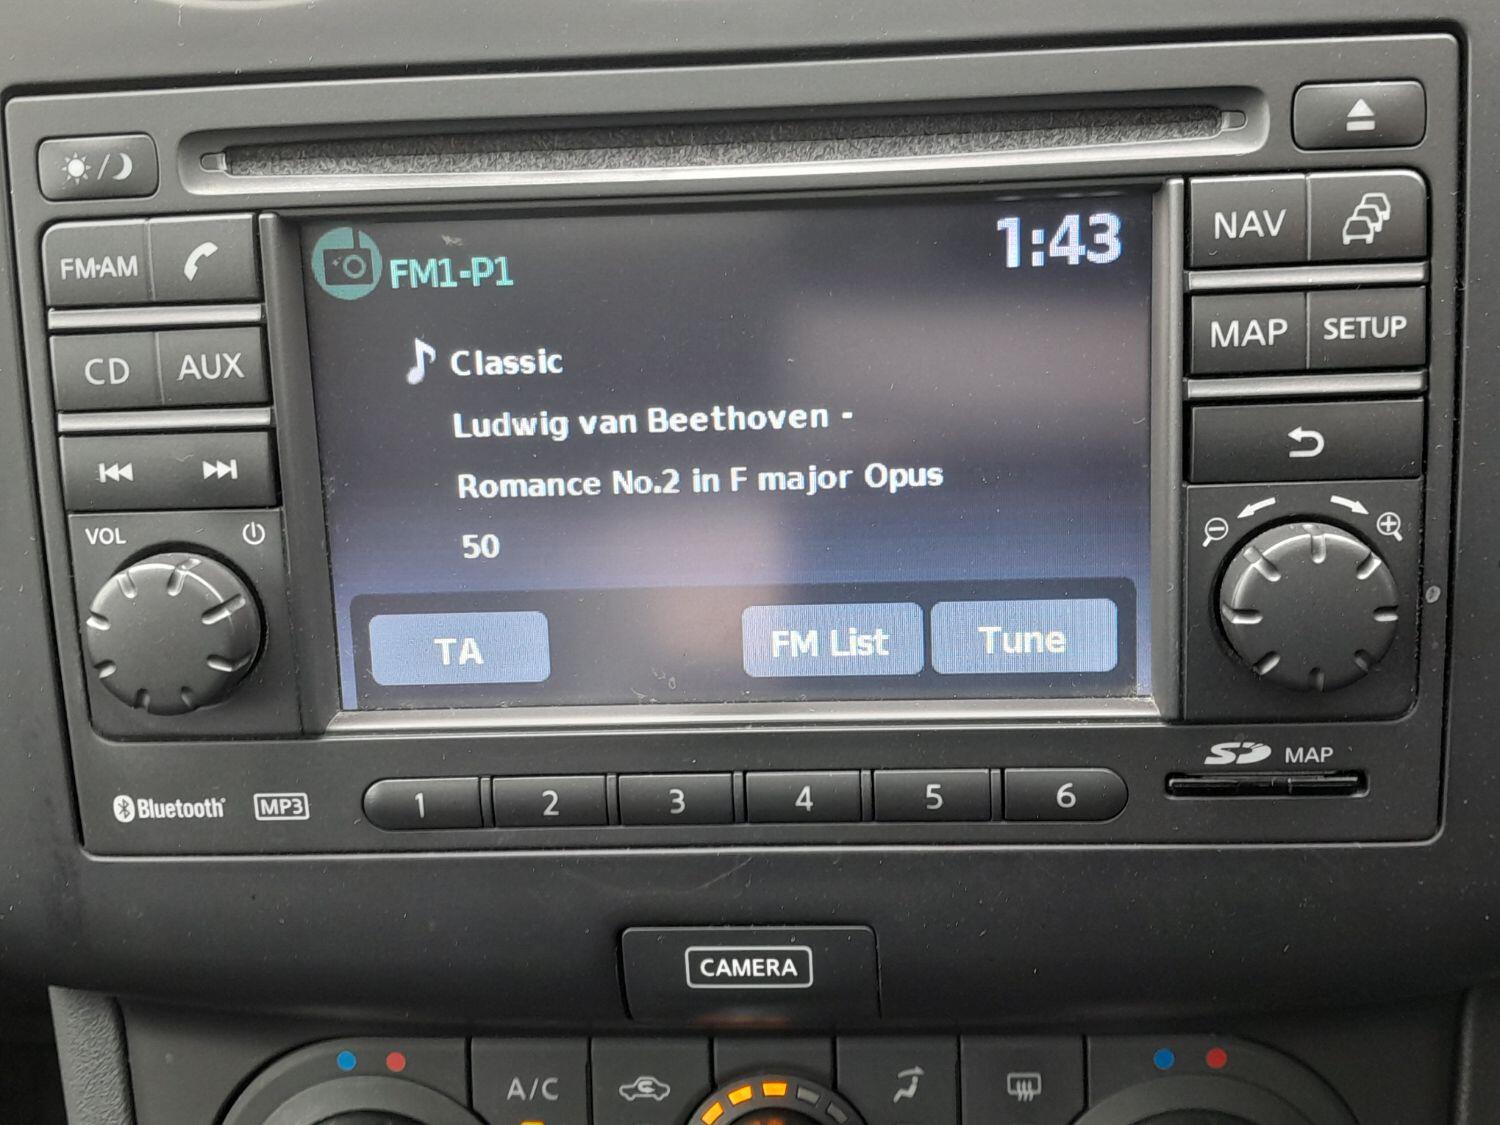 1:43
FM1-P1
Classic
Ludwig van Beethoven -
Romance No.2 in F major Opus
50
TA
FM List
Tune
FM·AM
CD
AUX
VOL
NAV
MAP
SETUP
Bluetooth
MP3
1
2
3
4
5
6
SD MAP
CAMERA
A/C